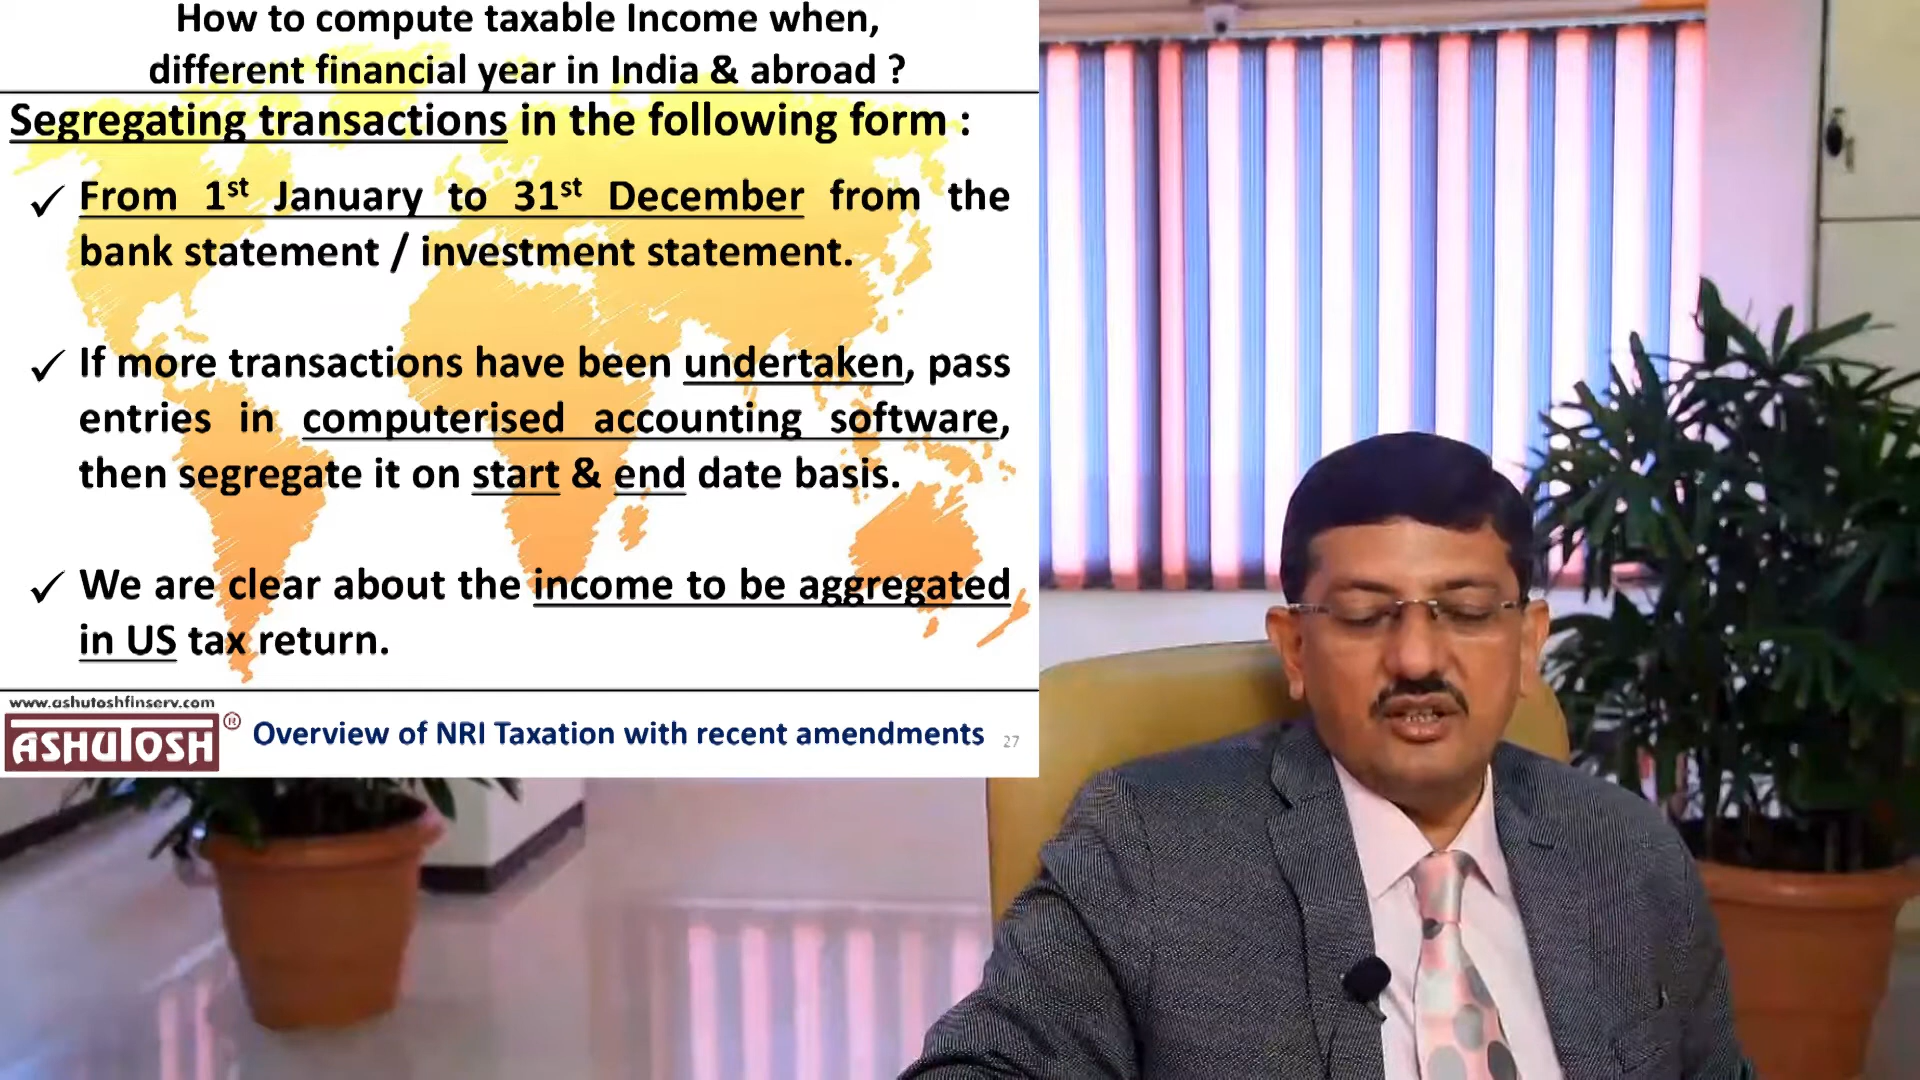 How to compute taxable Income when,
different financial year in India & abroad ?
Segregating transactions in the following form :
✓ From 1st January to 31st December from the
bank statement / investment statement.
✓ If more transactions have been undertaken, pass
entries in computerised accounting software,
then segregate it on start & end date basis.
✓ We are clear about the income to be aggregated
in US tax return.
www.ashutoshfinserv.com
ASHUTOSH®
Overview of NRI Taxation with recent amendments 27